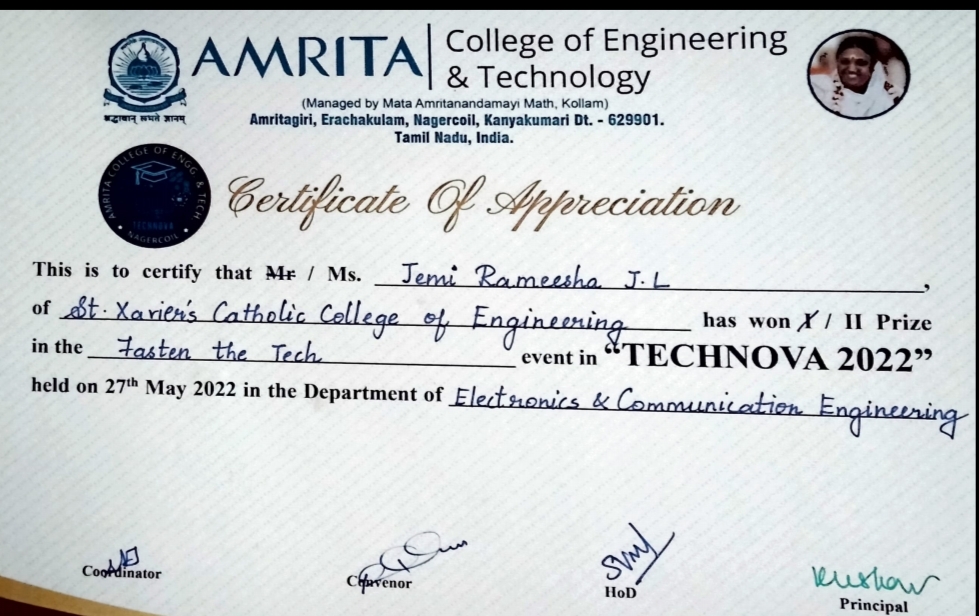 AMRITA
College of Engineering
& Technology
श्रद्धावान् लभते ज्ञानम्
(Managed by Mata Amritanandamayi Math, Kollam)
Amritagiri, Erachakulam, Nagercoil, Kanyakumari Dt. - 629901.
Tamil Nadu, India.
AMRITA COLLEGE OF ENGG & TECH
TECHNOVA
NAGERCOIL
Certificate Of Appreciation
This is to certify that Mr / Ms. Jemi Rameesha J.L,
of St. Xavier's Catholic College of Engineering has won I / II Prize
in the Fasten the Tech event in “TECHNOVA 2022”
held on 27th May 2022 in the Department of Electronics & Communication Engineering
Coordinator
Convenor
HoD
Principal